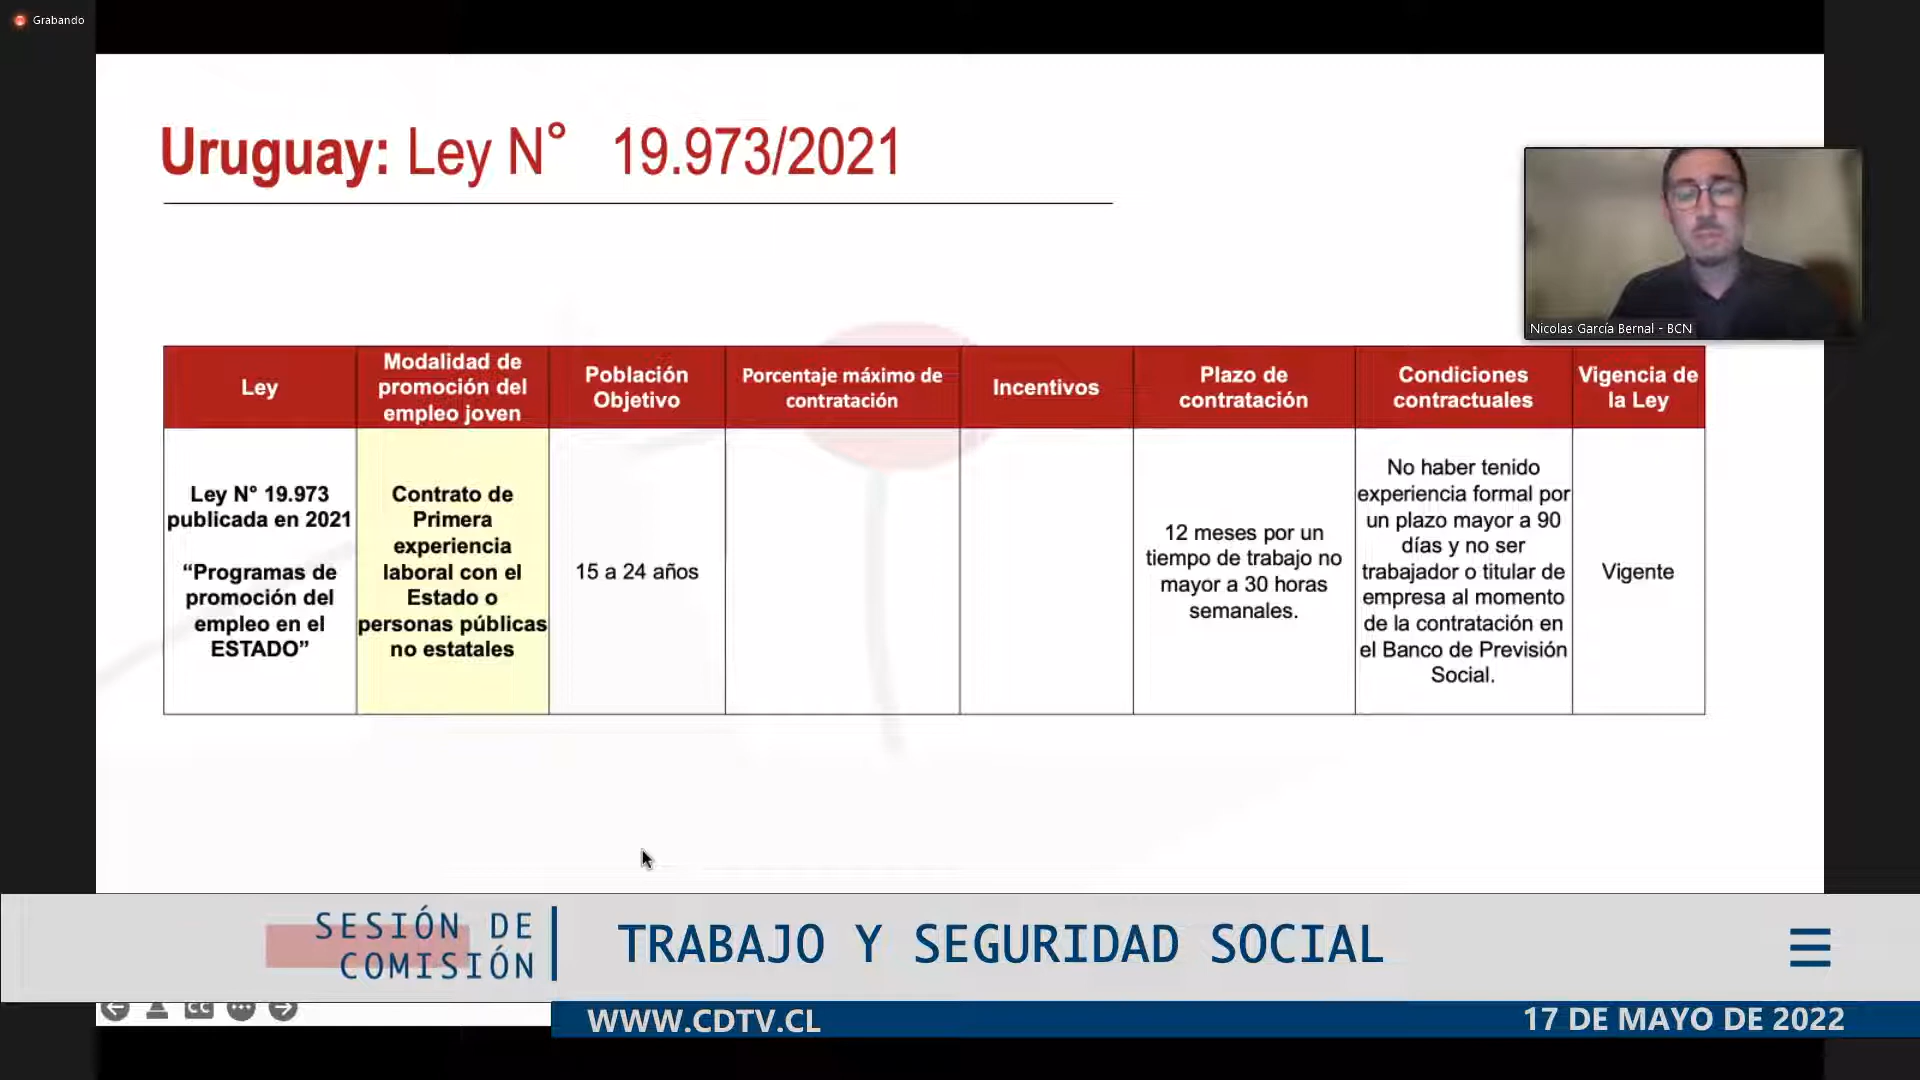 Grabando
Uruguay: Ley N° 19.973/2021
Nicolas García Bernal - BCN
Ley
Modalidad de
promoción del
empleo joven
Población
Objetivo
Porcentaje máximo de
contratación
Incentivos
Plazo de
contratación
Condiciones
contractuales
Vigencia de
la Ley
Ley N° 19.973
publicada en 2021
“Programas de
promoción del
empleo en el
ESTADO”
Contrato de
Primera
experiencia
laboral con el
Estado o
personas públicas
no estatales
15 a 24 años
12 meses por un
tiempo de trabajo no
mayor a 30 horas
semanales.
No haber tenido
experiencia formal por
un plazo mayor a 90
días y no ser
trabajador o titular de
empresa al momento
de la contratación en
el Banco de Previsión
Social.
Vigente
SESIÓN DE
COMISIÓN
TRABAJO Y SEGURIDAD SOCIAL
CC
WWW.CDTV.CL
17 DE MAYO DE 2022